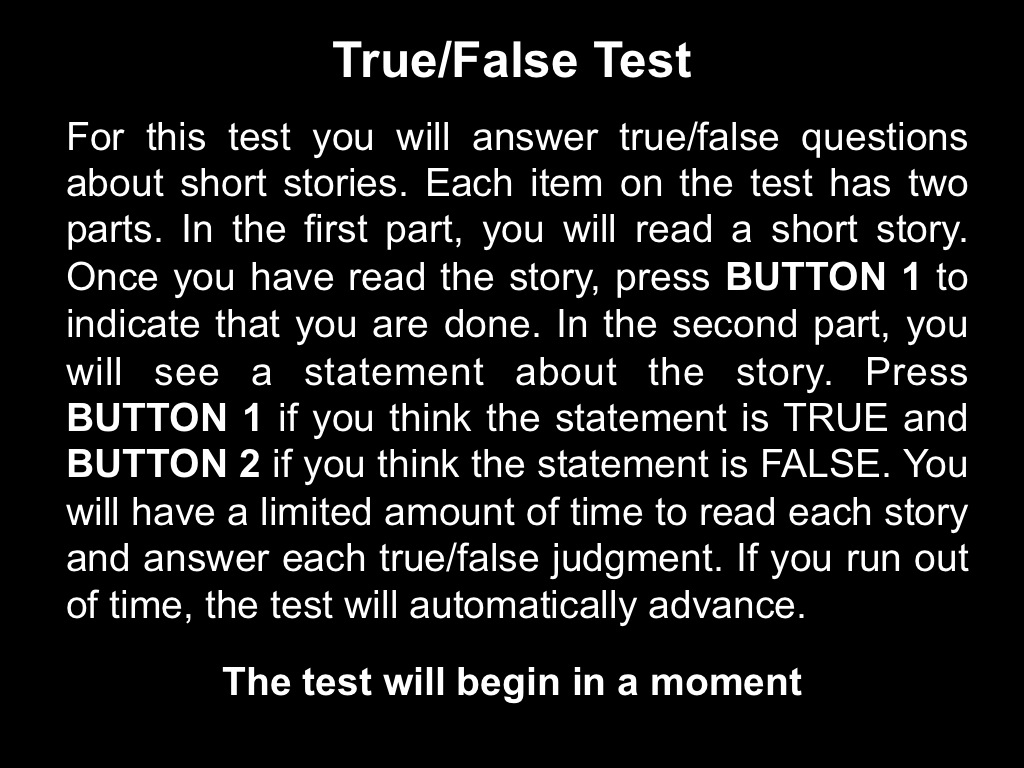 True/False Test
For this test you will answer true/false questions
about short stories. Each item on the test has two
parts. In the first part, you will read a short story.
Once you have read the story, press BUTTON 1 to
indicate that you are done. In the second part, you
will see a statement about the story. Press
BUTTON 1 if you think the statement is TRUE and
BUTTON 2 if you think the statement is FALSE. You
will have a limited amount of time to read each story
and answer each true/false judgment. If you run out
of time, the test will automatically advance.
The test will begin in a moment